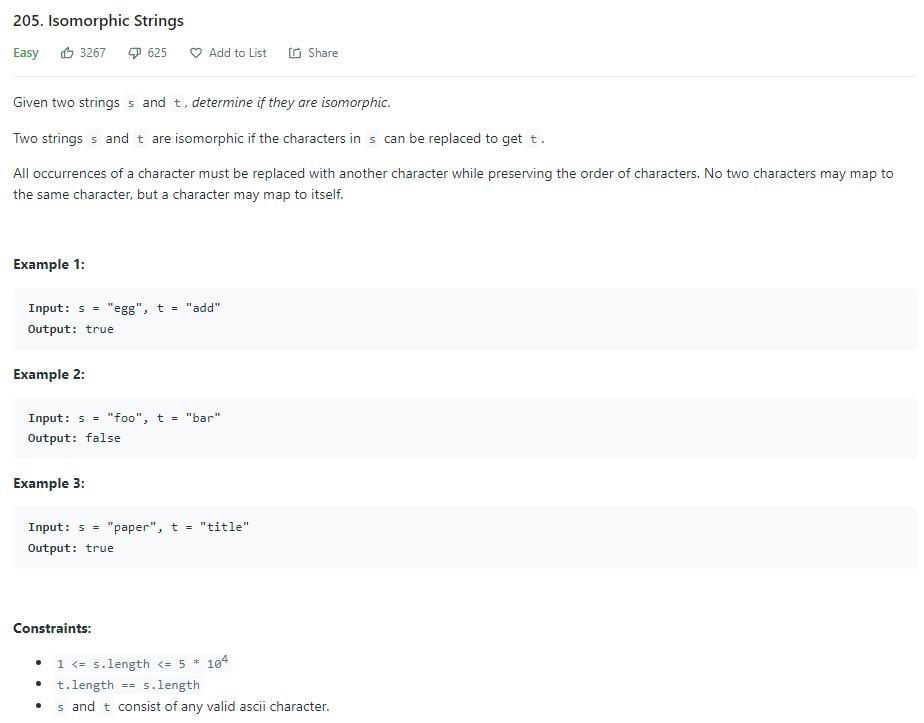 205. Isomorphic Strings
Easy 3267 625 Add to List Share
Given two strings s and t, determine if they are isomorphic.
Two strings s and t are isomorphic if the characters in s can be replaced to get t.
All occurrences of a character must be replaced with another character while preserving the order of characters. No two characters may map to
the same character, but a character may map to itself.
Example 1:
Input: s = "egg", t = "add"
Output: true
Example 2:
Input: s = "foo", t = "bar"
Output: false
Example 3:
Input: s = "paper", t = "title"
Output: true
Constraints:
• 1 <= s.length <= 5 * 10⁴
• t.length == s.length
• s and t consist of any valid ascii character.